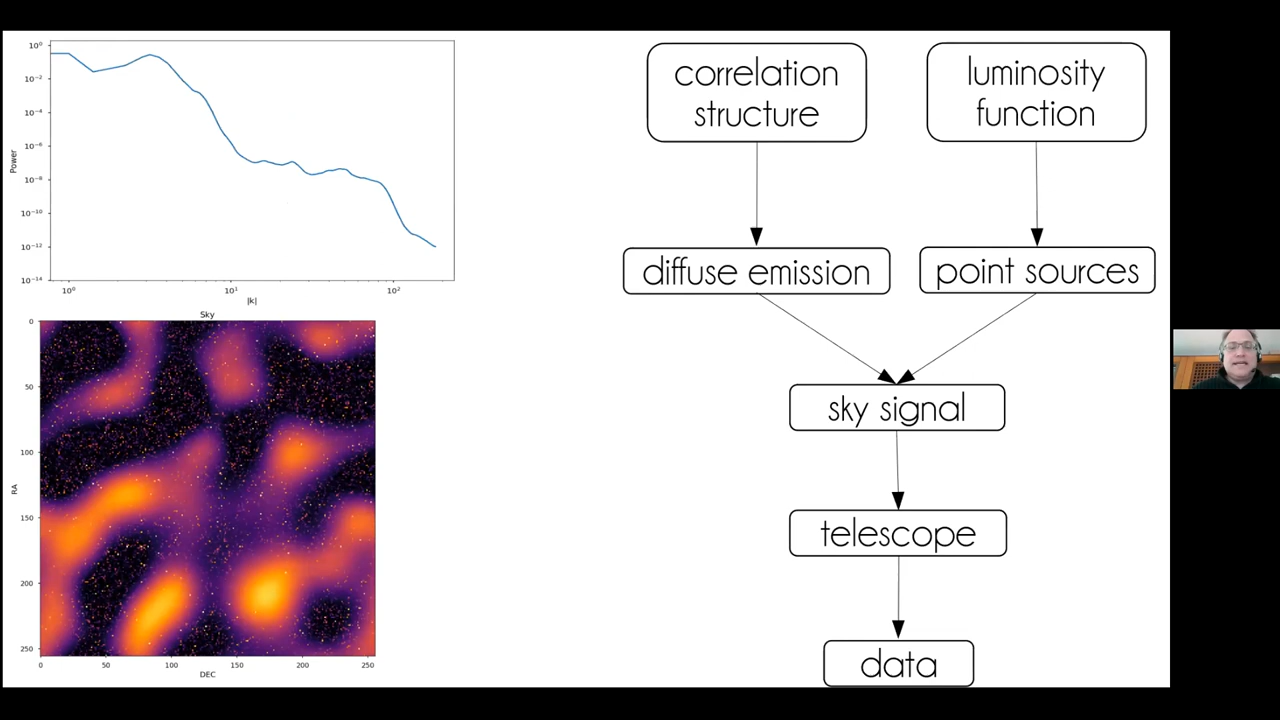 10⁰
10⁻²
10⁻⁴
10⁻⁶
10⁻⁸
10⁻¹⁰
10⁻¹²
10⁻¹⁴
Power
10⁰ 10¹ 10²
|k|
Sky
0
50
100
150
200
250
RA
0 50 100 150 200 250
DEC
correlation
structure
luminosity
function
diffuse emission
point sources
sky signal
telescope
data